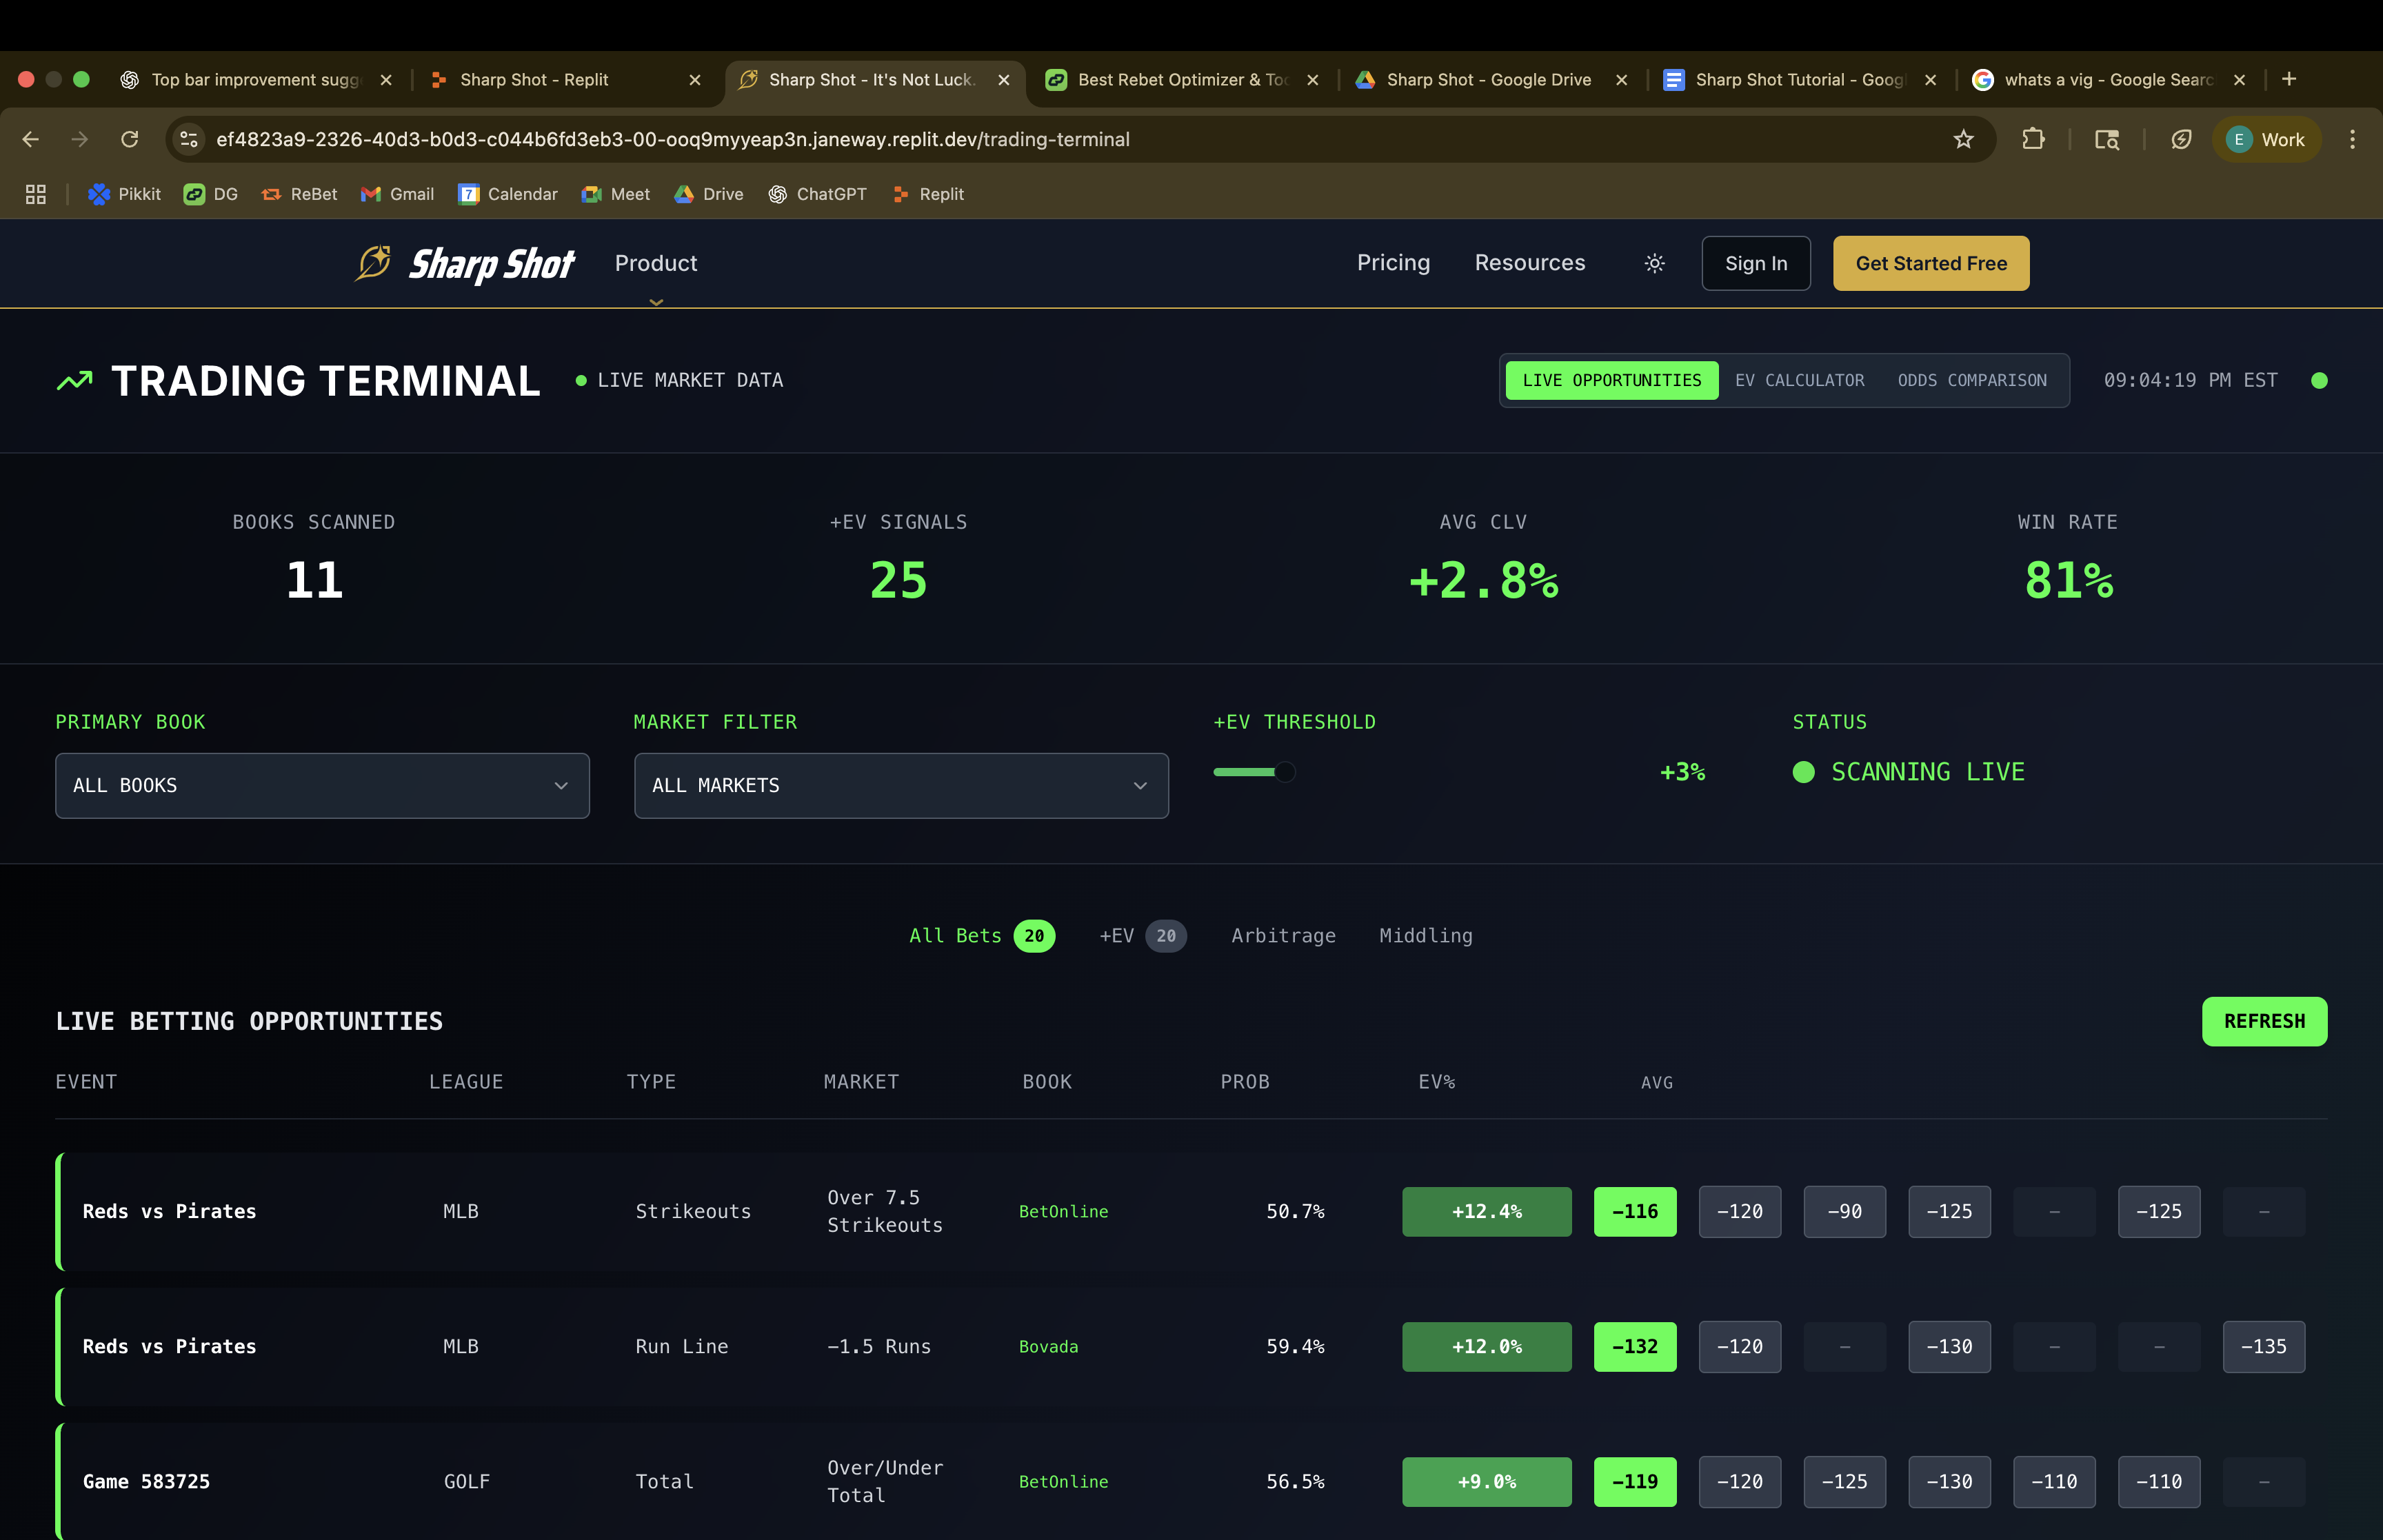 Top bar improvement sugg
Sharp Shot - Replit
Sharp Shot - It's Not Luck.
Best Rebet Optimizer & Too
Sharp Shot - Google Drive
Sharp Shot Tutorial - Goog
whats a vig - Google Searc
ef4823a9-2326-40d3-b0d3-c044b6fd3eb3-00-ooq9myyeap3n.janeway.replit.dev/trading-terminal
E Work
Pikkit DG ReBet Gmail 7 Calendar Meet Drive ChatGPT Replit
Sharp Shot Product Pricing Resources Sign In Get Started Free
TRADING TERMINAL LIVE MARKET DATA LIVE OPPORTUNITIES EV CALCULATOR ODDS COMPARISON 09:04:19 PM EST
BOOKS SCANNED +EV SIGNALS AVG CLV WIN RATE
11 25 +2.8% 81%
PRIMARY BOOK MARKET FILTER +EV THRESHOLD STATUS
ALL BOOKS ALL MARKETS +3% SCANNING LIVE
All Bets 20 +EV 20 Arbitrage Middling
LIVE BETTING OPPORTUNITIES REFRESH
EVENT LEAGUE TYPE MARKET BOOK PROB EV% AVG
Reds vs Pirates MLB Strikeouts Over 7.5 Strikeouts BetOnline 50.7% +12.4% -116 -120 -90 -125 - -125 -
Reds vs Pirates MLB Run Line -1.5 Runs Bovada 59.4% +12.0% -132 -120 - -130 - - -135
Game 583725 GOLF Total Over/Under Total BetOnline 56.5% +9.0% -119 -120 -125 -130 -110 -110 -